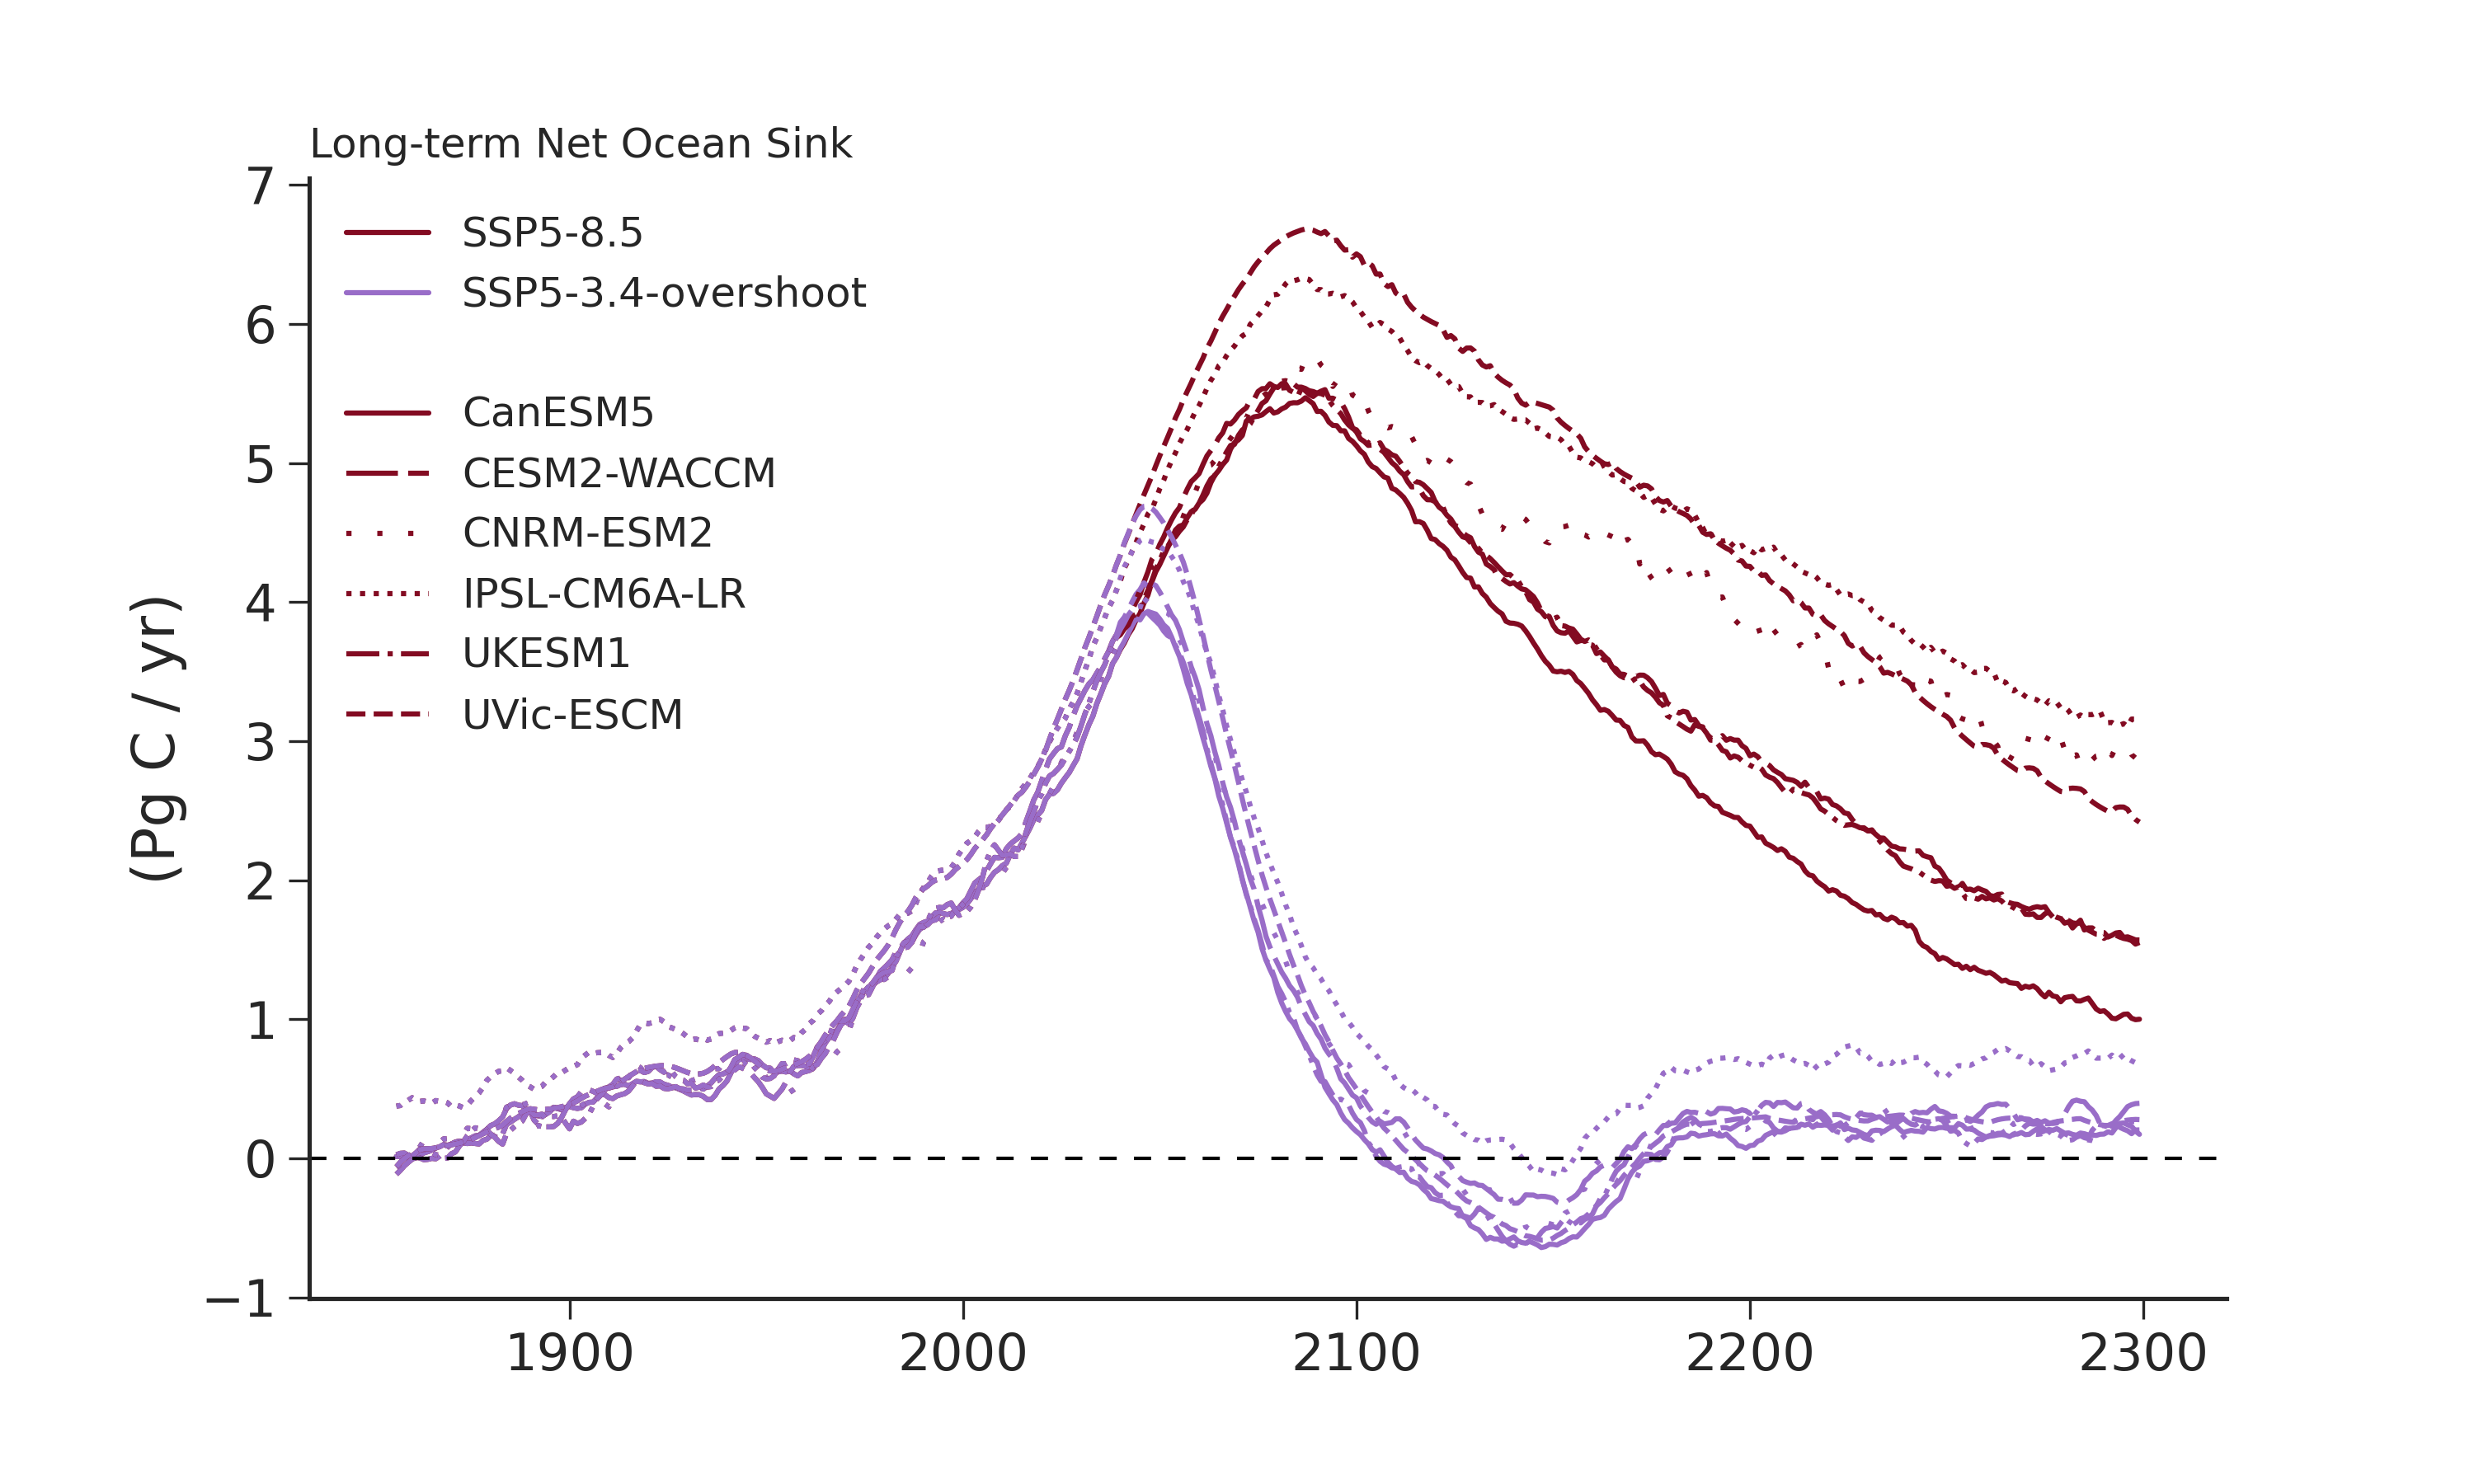 Long-term Net Ocean Sink
7
6
5
4
3
2
1
0
−1
(Pg C / yr)
SSP5-8.5
SSP5-3.4-overshoot
CanESM5
CESM2-WACCM
CNRM-ESM2
IPSL-CM6A-LR
UKESM1
UVic-ESCM
1900 2000 2100 2200 2300